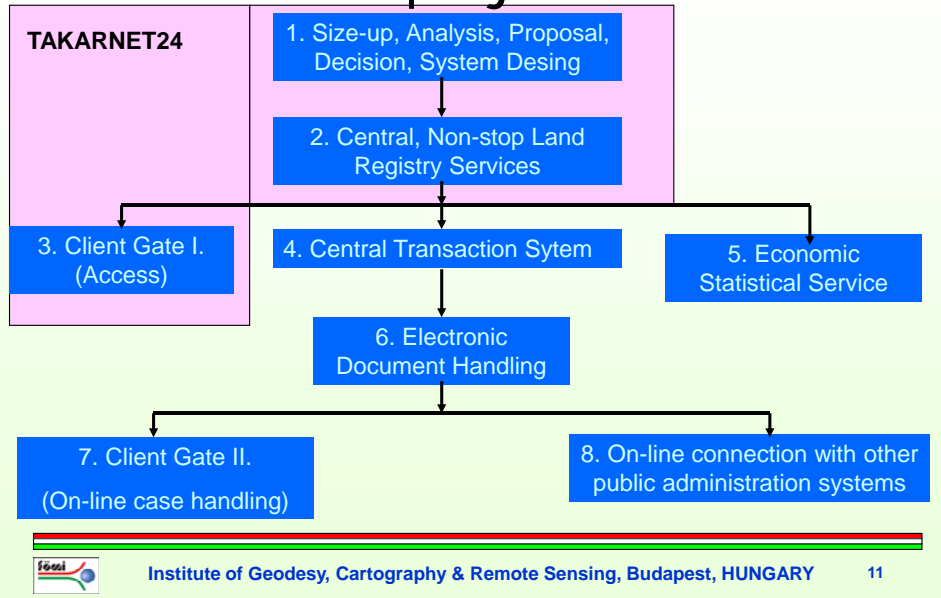 TAKARNET24
1. Size-up, Analysis, Proposal,
Decision, System Desing
2. Central, Non-stop Land
Registry Services
3. Client Gate I.
(Access)
4. Central Transaction Sytem
5. Economic
Statistical Service
6. Electronic
Document Handling
7. Client Gate II.
(On-line case handling)
8. On-line connection with other
public administration systems
fömi
Institute of Geodesy, Cartography & Remote Sensing, Budapest, HUNGARY 11